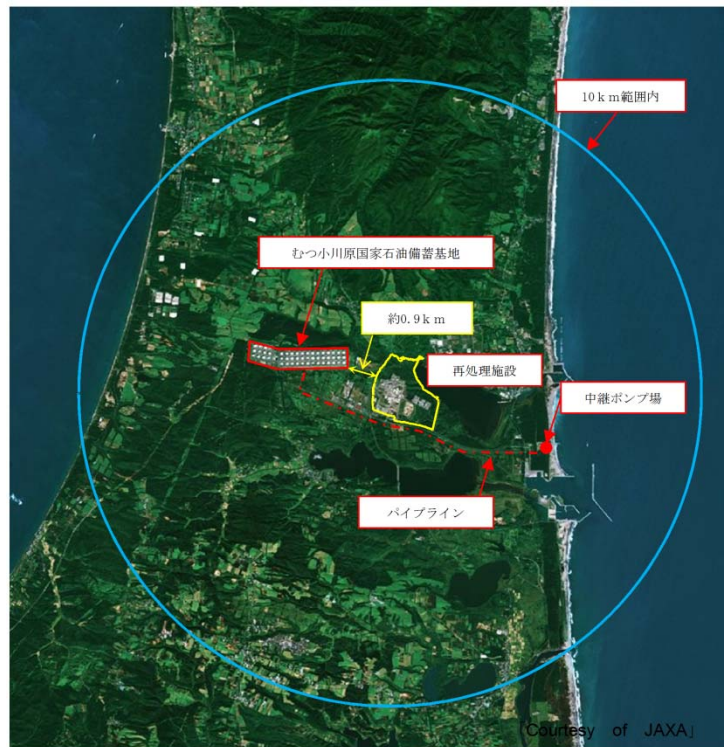 10km範囲内
むつ小川原国家石油備蓄基地
約0.9km
再処理施設
中継ポンプ場
パイプライン
「Courtesy of JAXA」